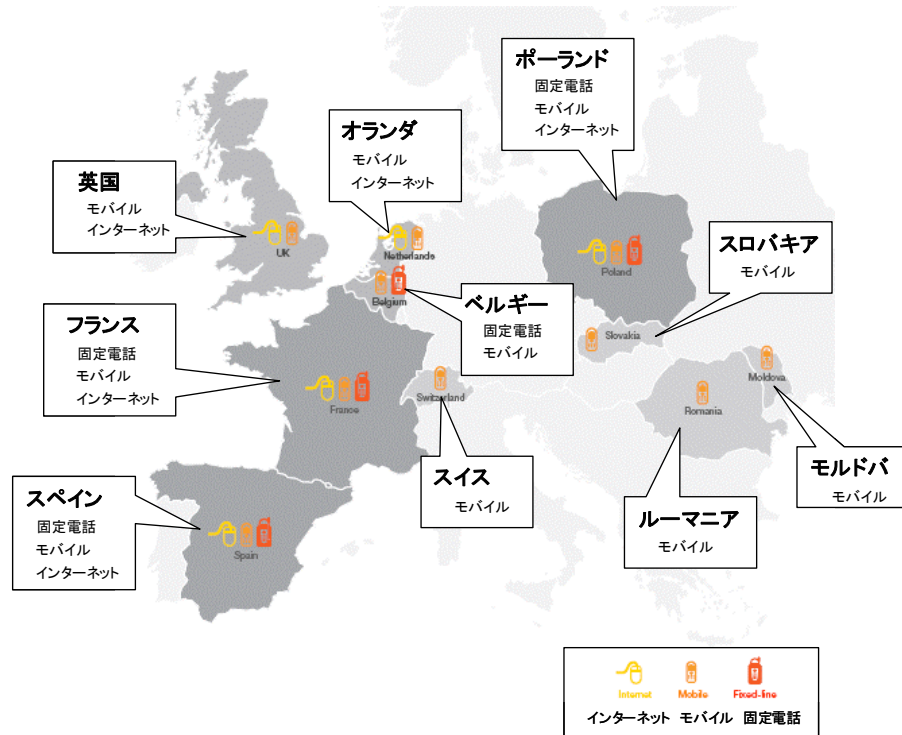 ポーランド
固定電話
モバイル
インターネット
オランダ
モバイル
インターネット
英国
モバイル
インターネット
UK
Netherlands
Poland
スロバキア
モバイル
Belgium
ベルギー
固定電話
モバイル
フランス
固定電話
モバイル
インターネット
Slovakia
Moldova
France
Switzerland
Romania
スイス
モバイル
モルドバ
モバイル
スペイン
固定電話
モバイル
インターネット
ルーマニア
モバイル
Spain
Internet Mobile Fixed-line
インターネット モバイル 固定電話